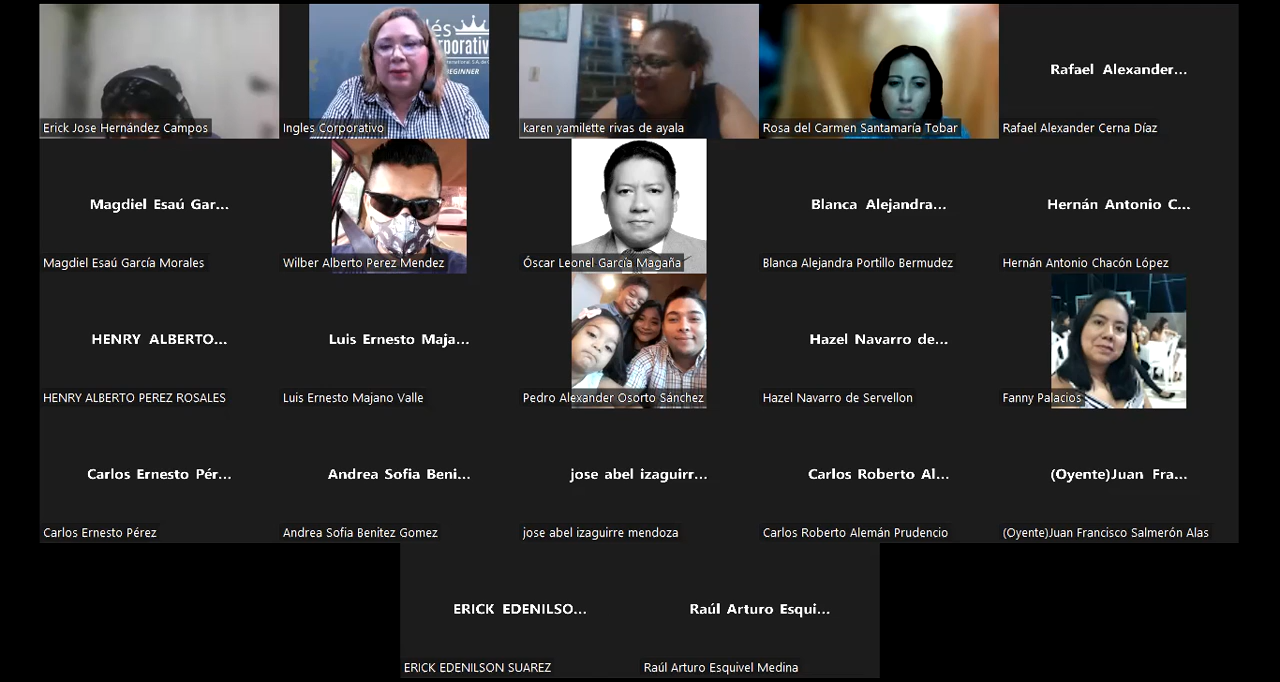 és
rporativ
International, S.A. de C
BEGINNER
Erick Jose Hernández Campos
Ingles Corporativo
karen yamilette rivas de ayala
Rosa del Carmen Santamaría Tobar
Rafael Alexander...
Rafael Alexander Cerna Díaz
Magdiel Esaú Gar...
Magdiel Esaú García Morales
Wilber Alberto Perez Mendez
Óscar Leonel García Magaña
Blanca Alejandra...
Blanca Alejandra Portillo Bermudez
Hernán Antonio C...
Hernán Antonio Chacón López
HENRY ALBERTO...
HENRY ALBERTO PEREZ ROSALES
Luis Ernesto Maja...
Luis Ernesto Majano Valle
Pedro Alexander Osorto Sánchez
Hazel Navarro de...
Hazel Navarro de Servellon
Fanny Palacios
Carlos Ernesto Pér...
Carlos Ernesto Pérez
Andrea Sofia Beni...
Andrea Sofia Benitez Gomez
jose abel izaguirr...
jose abel izaguirre mendoza
Carlos Roberto Al...
Carlos Roberto Alemán Prudencio
(Oyente)Juan Fra...
(Oyente)Juan Francisco Salmerón Alas
ERICK EDENILSO...
ERICK EDENILSON SUAREZ
Raúl Arturo Esqui...
Raúl Arturo Esquivel Medina